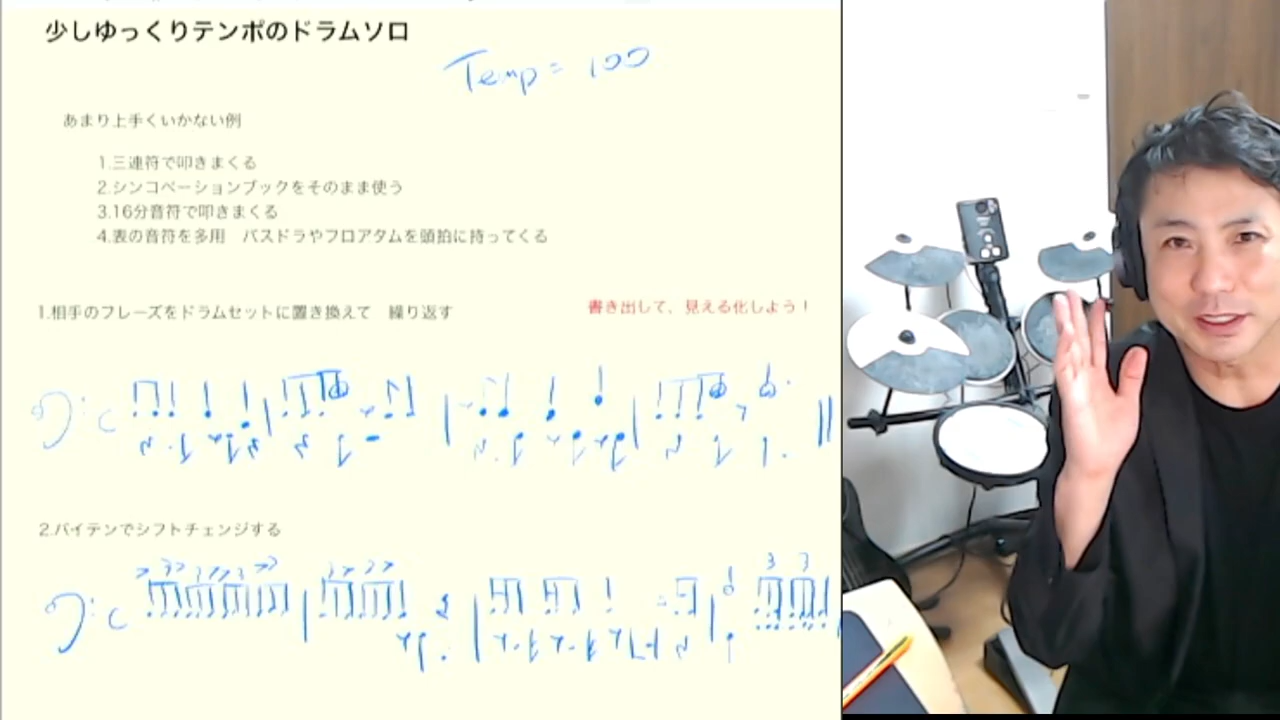 少しゆっくりテンポのドラムソロ
Temp= 100
あまり上手くいかない例
1.三連符で叩きまくる
2.シンコペーションブックをそのまま使う
3.16分音符で叩きまくる
4.表の音符を多用　バスドラやフロアタムを頭拍に持ってくる
1.相手のフレーズをドラムセットに置き換えて　繰り返す
書き出して、見える化しよう！
2.バイテンでシフトチェンジする